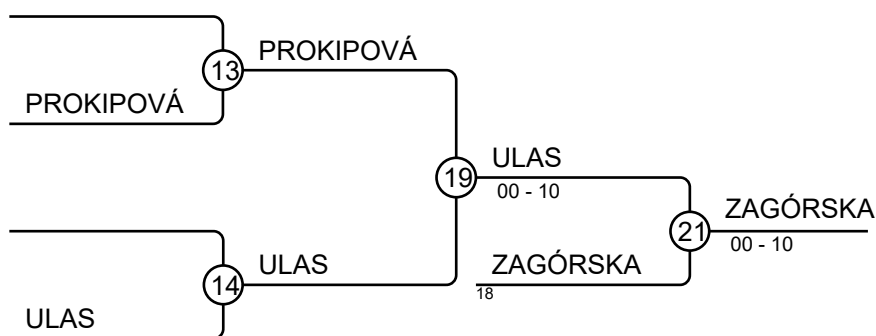 PROKIPOVÁ
13
PROKIPOVÁ
ULAS
19
00 - 10
ZAGÓRSKA
21
00 - 10
ZAGÓRSKA
18
ULAS
14
ULAS